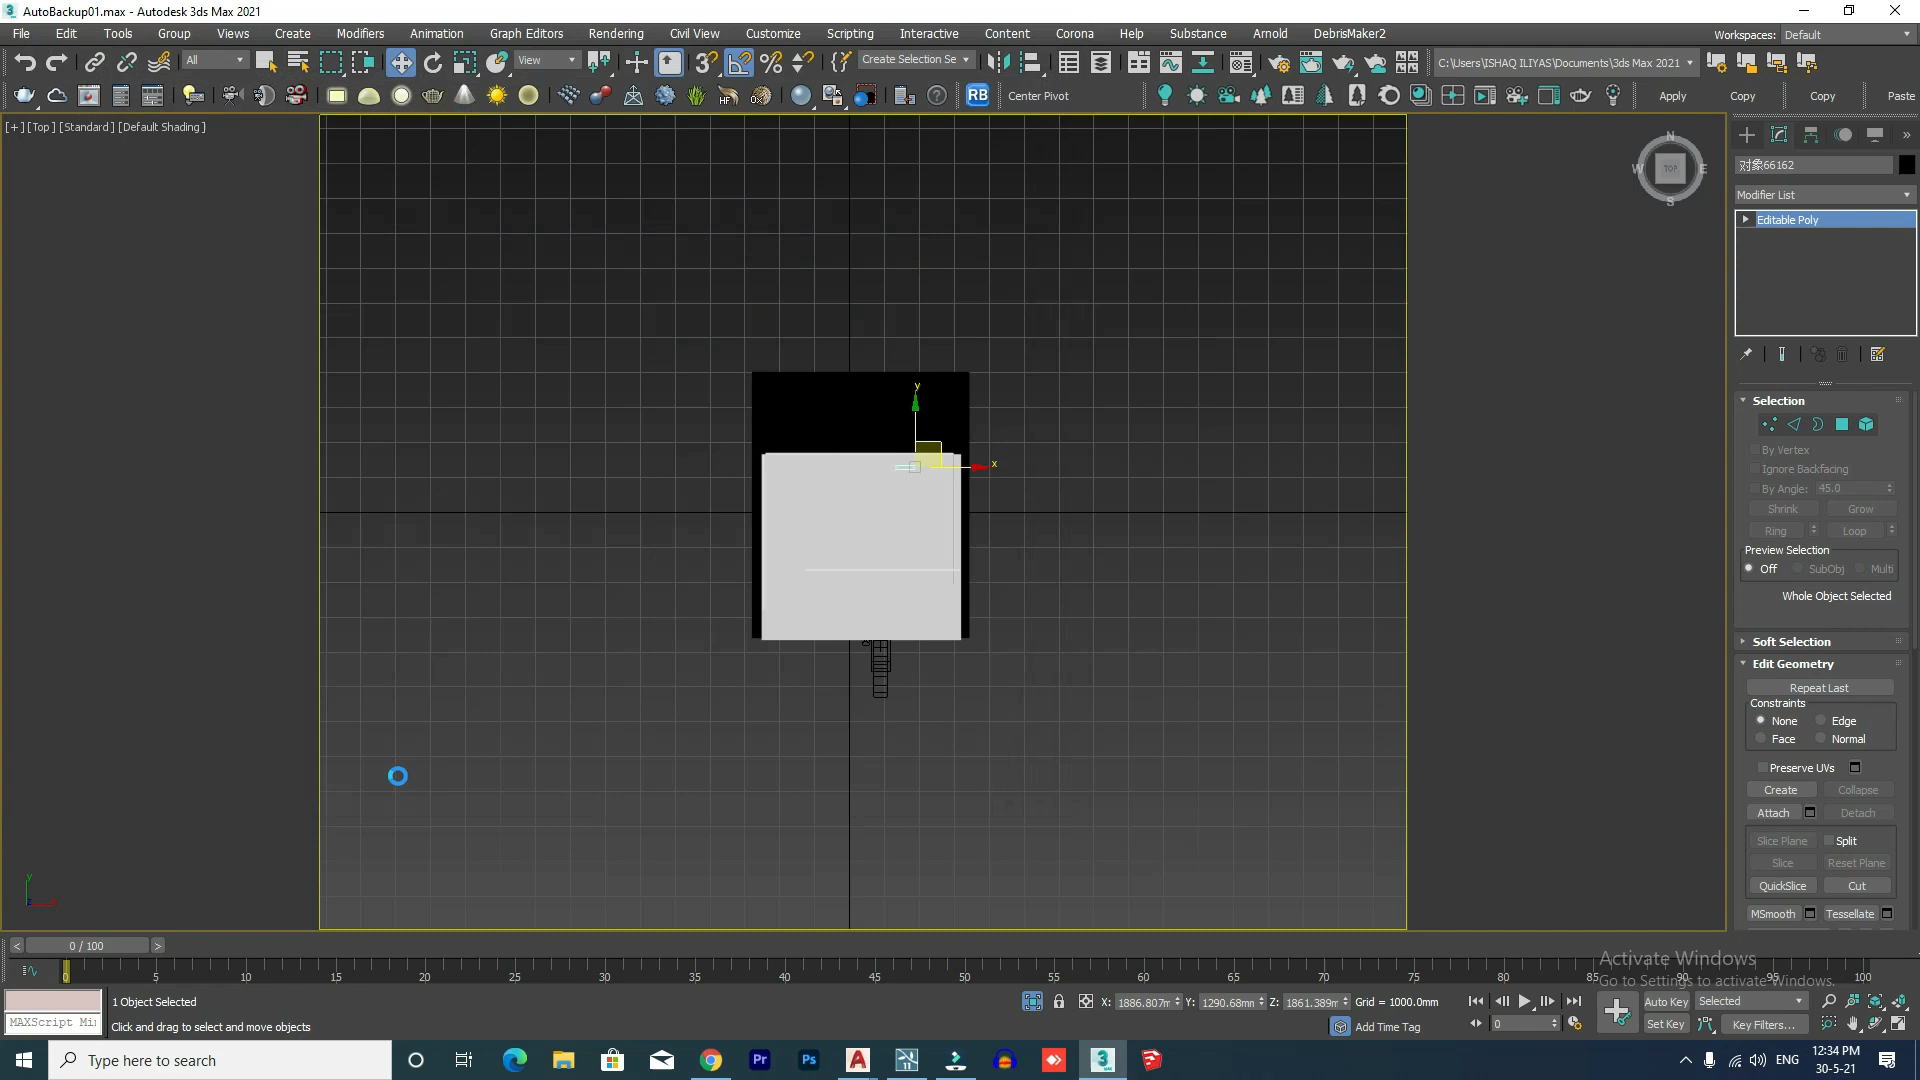 AutoBackup01.max - Autodesk 3ds Max 2021
File Edit Tools Group Views Create Modifiers Animation Graph Editors Rendering Civil View Customize Scripting Interactive Content Corona Help Substance Arnold DebrisMaker2 Workspaces: Default
All View Create Selection Se C:\Users\ISHAQ ILIYAS\Documents\3ds Max 2021
RB Center Pivot Apply Copy Copy Paste
[+] [Top ] [Standard ] [Default Shading ]
N
W TOP E
S
对象66162
Modifier List
Editable Poly
y
x
Selection
By Vertex
Ignore Backfacing
By Angle: 45.0
Shrink Grow
Ring Loop
Preview Selection
Off SubObj Multi
Whole Object Selected
Soft Selection
Edit Geometry
Repeat Last
Constraints
None Edge
Face Normal
Preserve UVs
Create Collapse
Attach Detach
Slice Plane Split
Slice Reset Plane
QuickSlice Cut
MSmooth Tessellate
0 / 100
0 5 10 15 20 25 30 35 40 45 50 55 60 65 70 75 80 85 90 95 100
Activate Windows
Go to Settings to activate Windows.
1 Object Selected
X: 1886.807m Y: 1290.68mn Z: 1861.389m Grid = 1000.0mm
Auto Key Selected
MAXScript Mi
Click and drag to select and move objects
Add Time Tag
0
Set Key Key Filters...
Type here to search
Pr Ps
ENG
12:34 PM
30-5-21